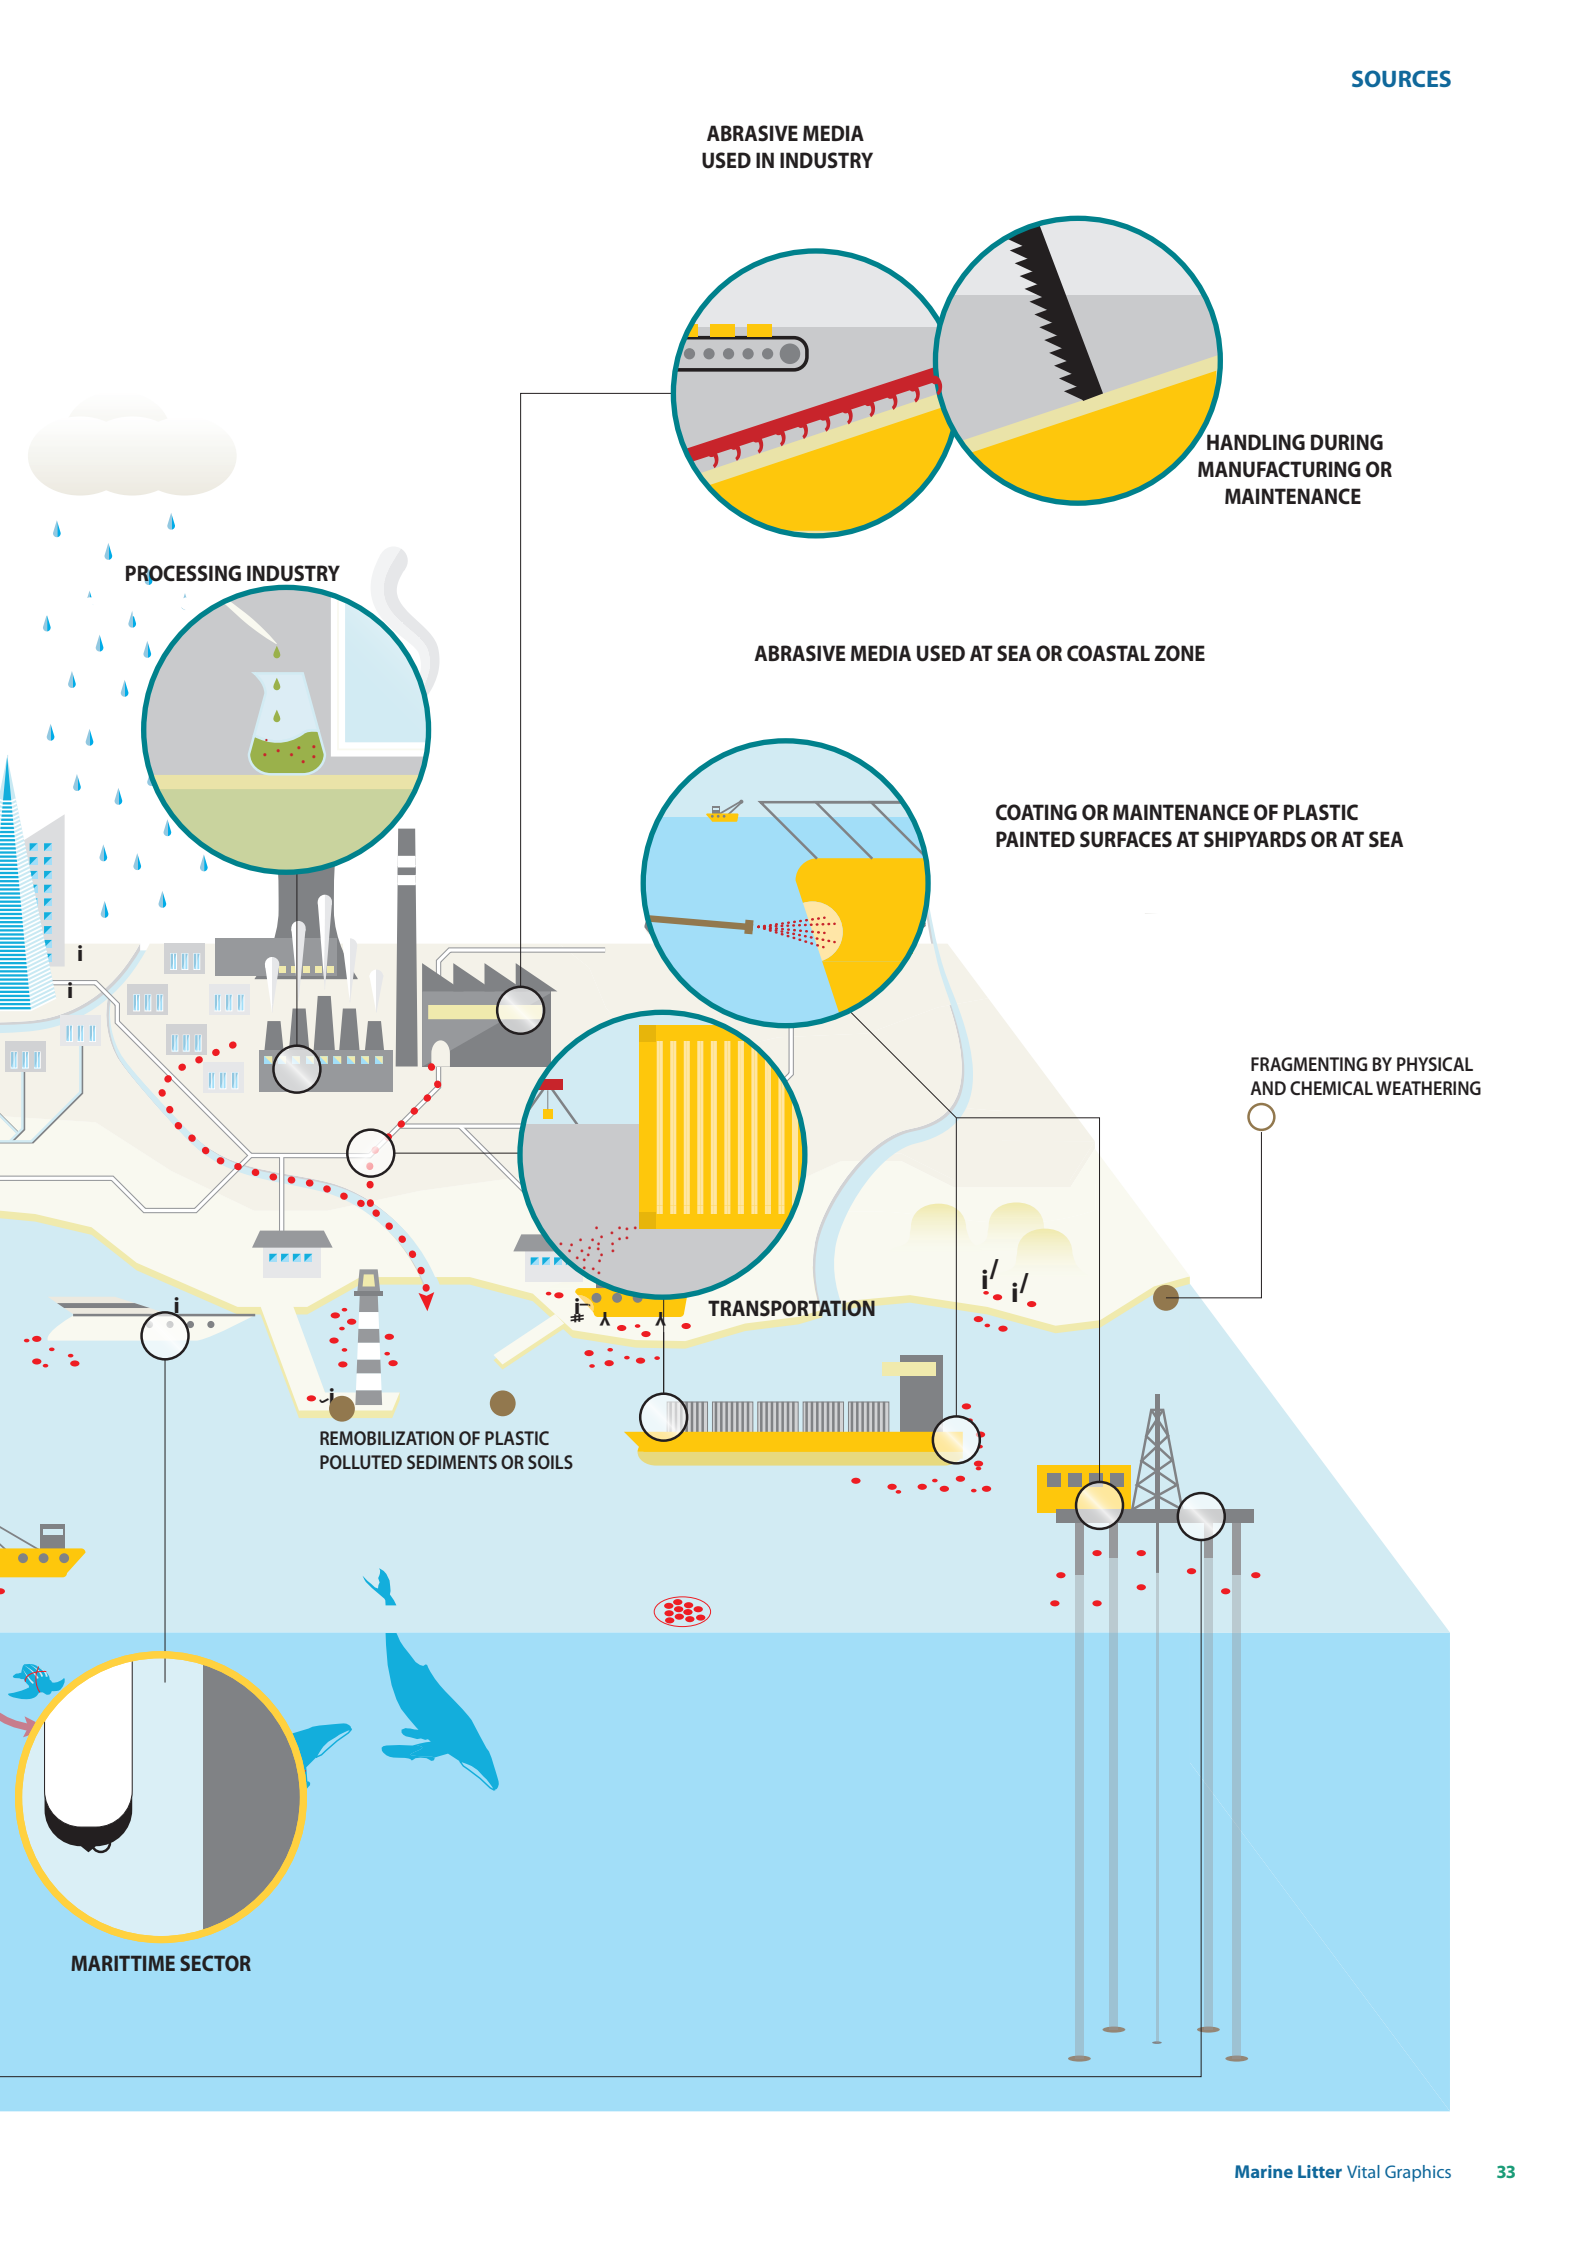 SOURCES
ABRASIVE MEDIA
USED IN INDUSTRY
HANDLING DURING
MANUFACTURING OR
MAINTENANCE
PROCESSING INDUSTRY
ABRASIVE MEDIA USED AT SEA OR COASTAL ZONE
COATING OR MAINTENANCE OF PLASTIC
PAINTED SURFACES AT SHIPYARDS OR AT SEA
FRAGMENTING BY PHYSICAL
AND CHEMICAL WEATHERING
TRANSPORTATION
REMOBILIZATION OF PLASTIC
POLLUTED SEDIMENTS OR SOILS
MARITTIME SECTOR
Marine Litter Vital Graphics 33